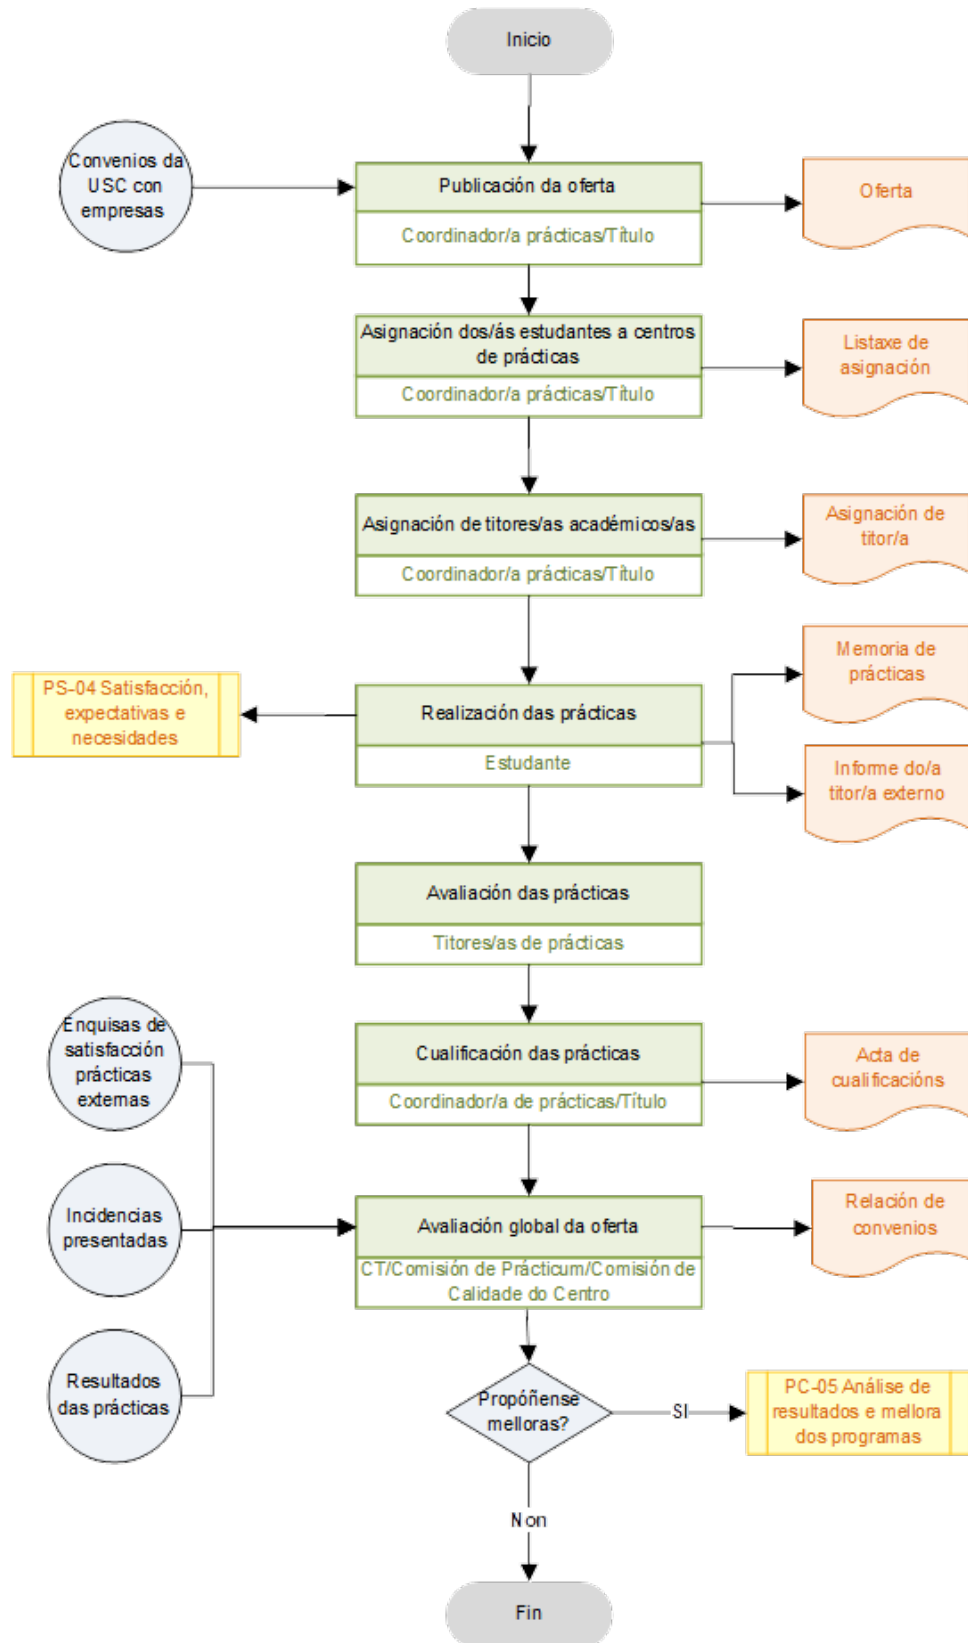 Inicio
Convenios da
USC con
empresas
Publicación da oferta
Coordinador/a prácticas/Título
Oferta
Asignación dos/ás estudantes a centros
de prácticas
Coordinador/a prácticas/Título
Listaxe de
asignación
Asignación de titores/as académicos/as
Coordinador/a prácticas/Título
Asignación de
titor/a
PS-04 Satisfacción,
expectativas e
necesidades
Realización das prácticas
Estudante
Memoria de
prácticas
Informe do/a
titor/a externo
Avaliación das prácticas
Titores/as de prácticas
Enquisas de
satisfacción
prácticas
externas
Cualificación das prácticas
Coordinador/a de prácticas/Título
Acta de
cualificacións
Incidencias
presentadas
Avaliación global da oferta
CT/Comisión de Prácticum/Comisión de
Calidade do Centro
Relación de
convenios
Resultados
das prácticas
Propóñense
melloras?
SI
PC-05 Análise de
resultados e mellora
dos programas
Non
Fin